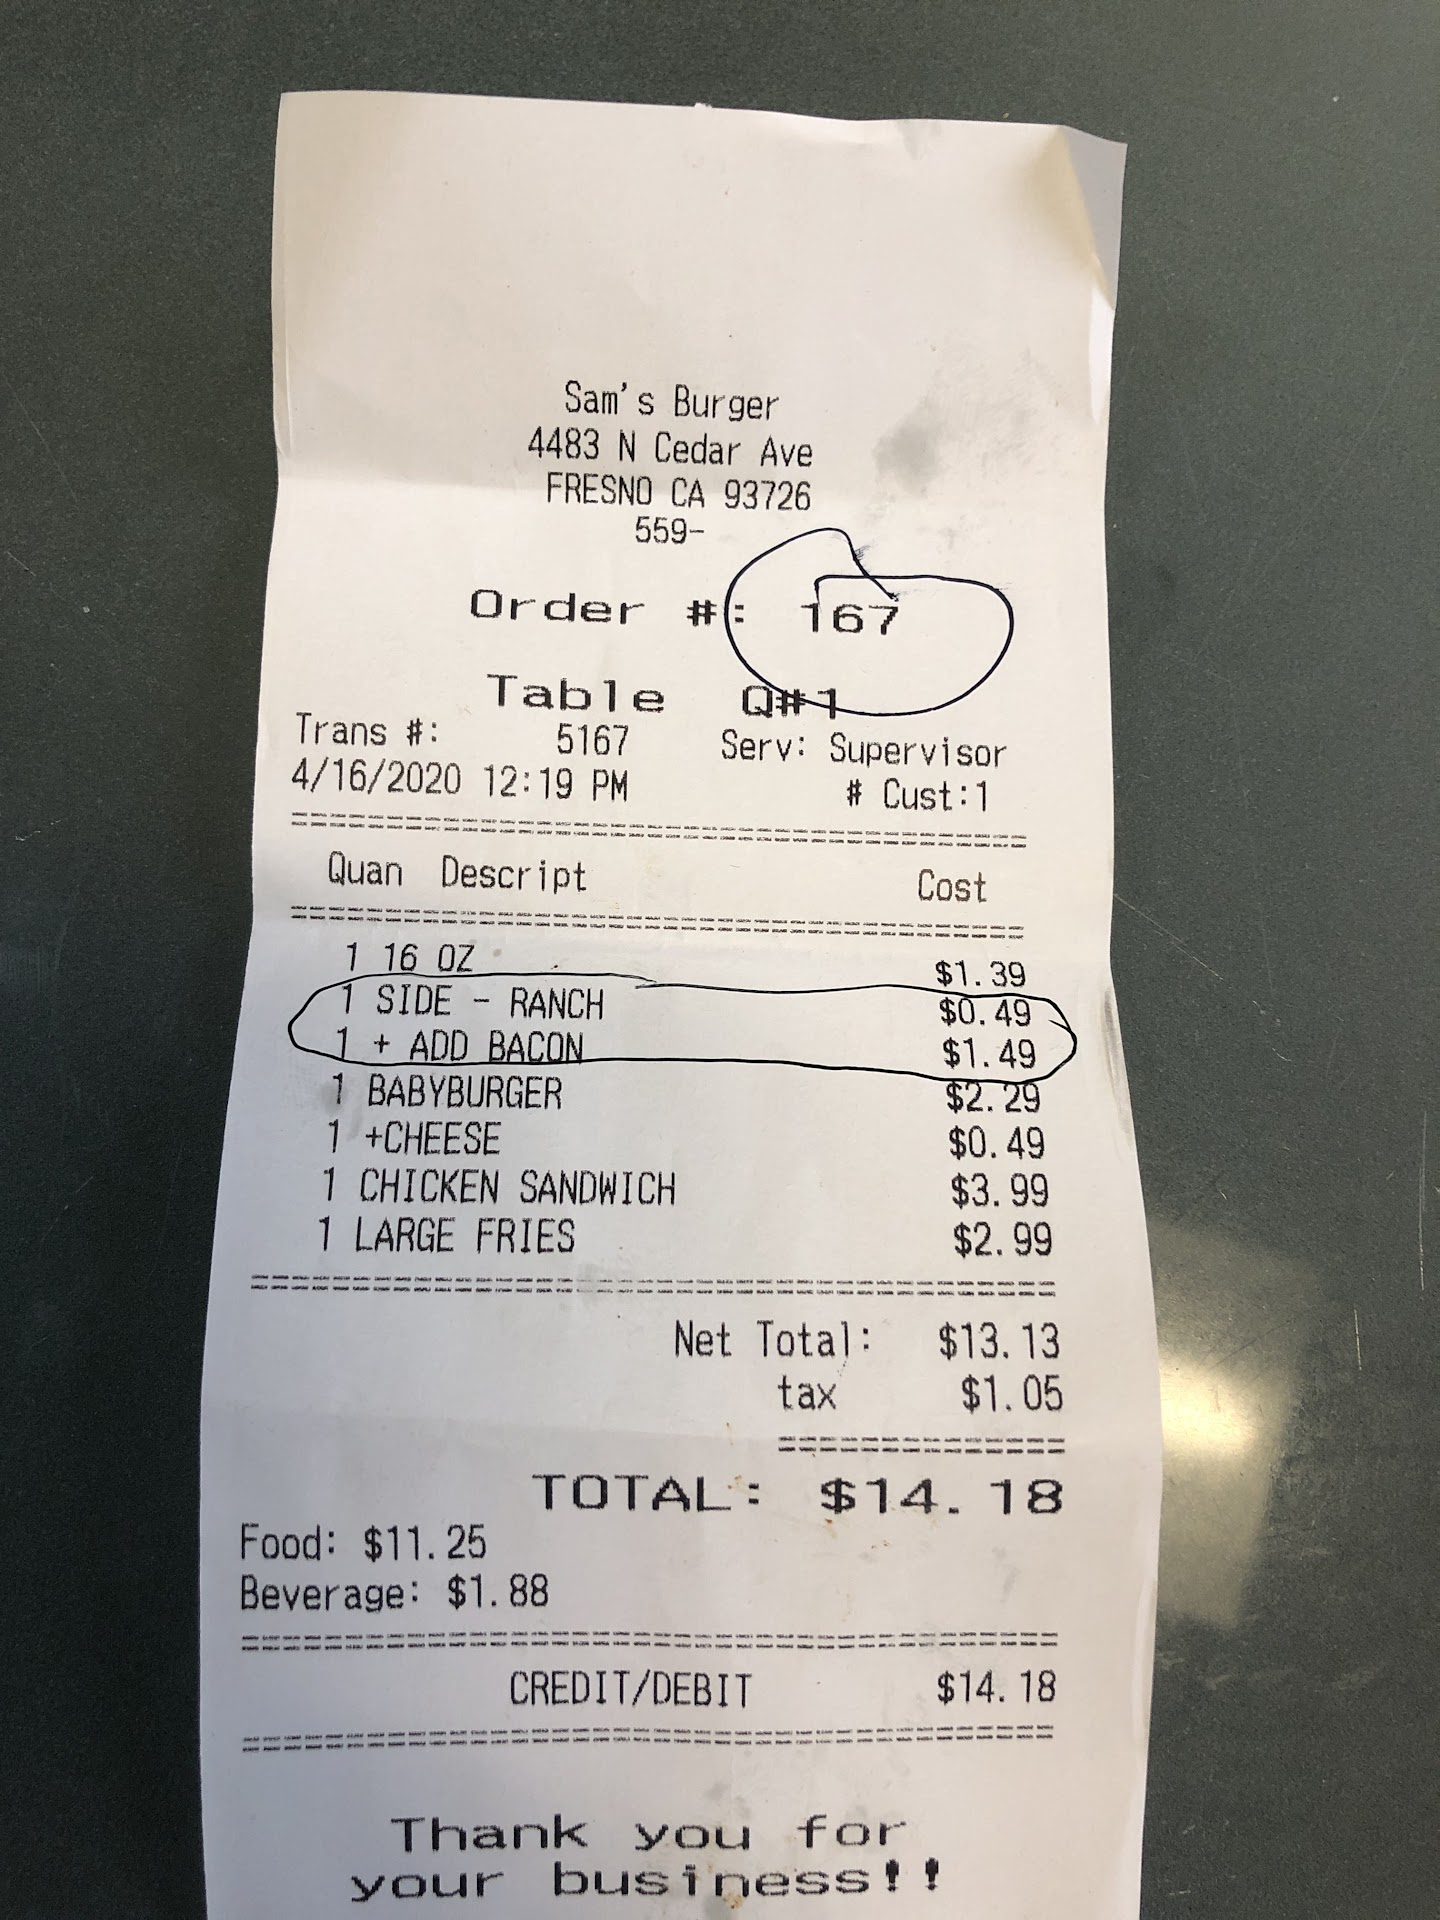 Sam's Burger
4483 N Cedar Ave
FRESNO CA 93726
559-
Order #: 167
Table Q#1
Trans #: 5167 Serv: Supervisor
4/16/2020 12:19 PM # Cust:1
Quan Descript Cost
1 16 OZ $1.39
1 SIDE - RANCH $0.49
1 + ADD BACON $1.49
1 BABYBURGER $2.29
1 +CHEESE $0.49
1 CHICKEN SANDWICH $3.99
1 LARGE FRIES $2.99
Net Total: $13.13
tax $1.05
TOTAL: $14.18
Food: $11.25
Beverage: $1.88
CREDIT/DEBIT $14.18
Thank you for
your business!!